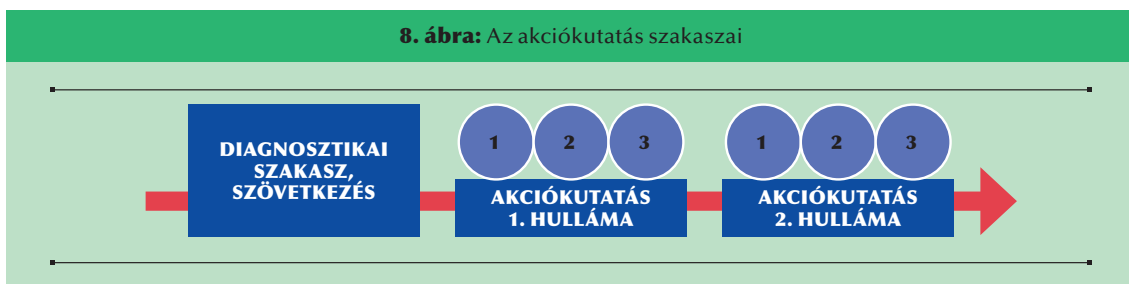 8. ábra: Az akciókutatás szakaszai
DIAGNOSZTIKAI
SZAKASZ,
SZÖVETKEZÉS
1 2 3
AKCIÓKUTATÁS
1. HULLÁMA
1 2 3
AKCIÓKUTATÁS
2. HULLÁMA